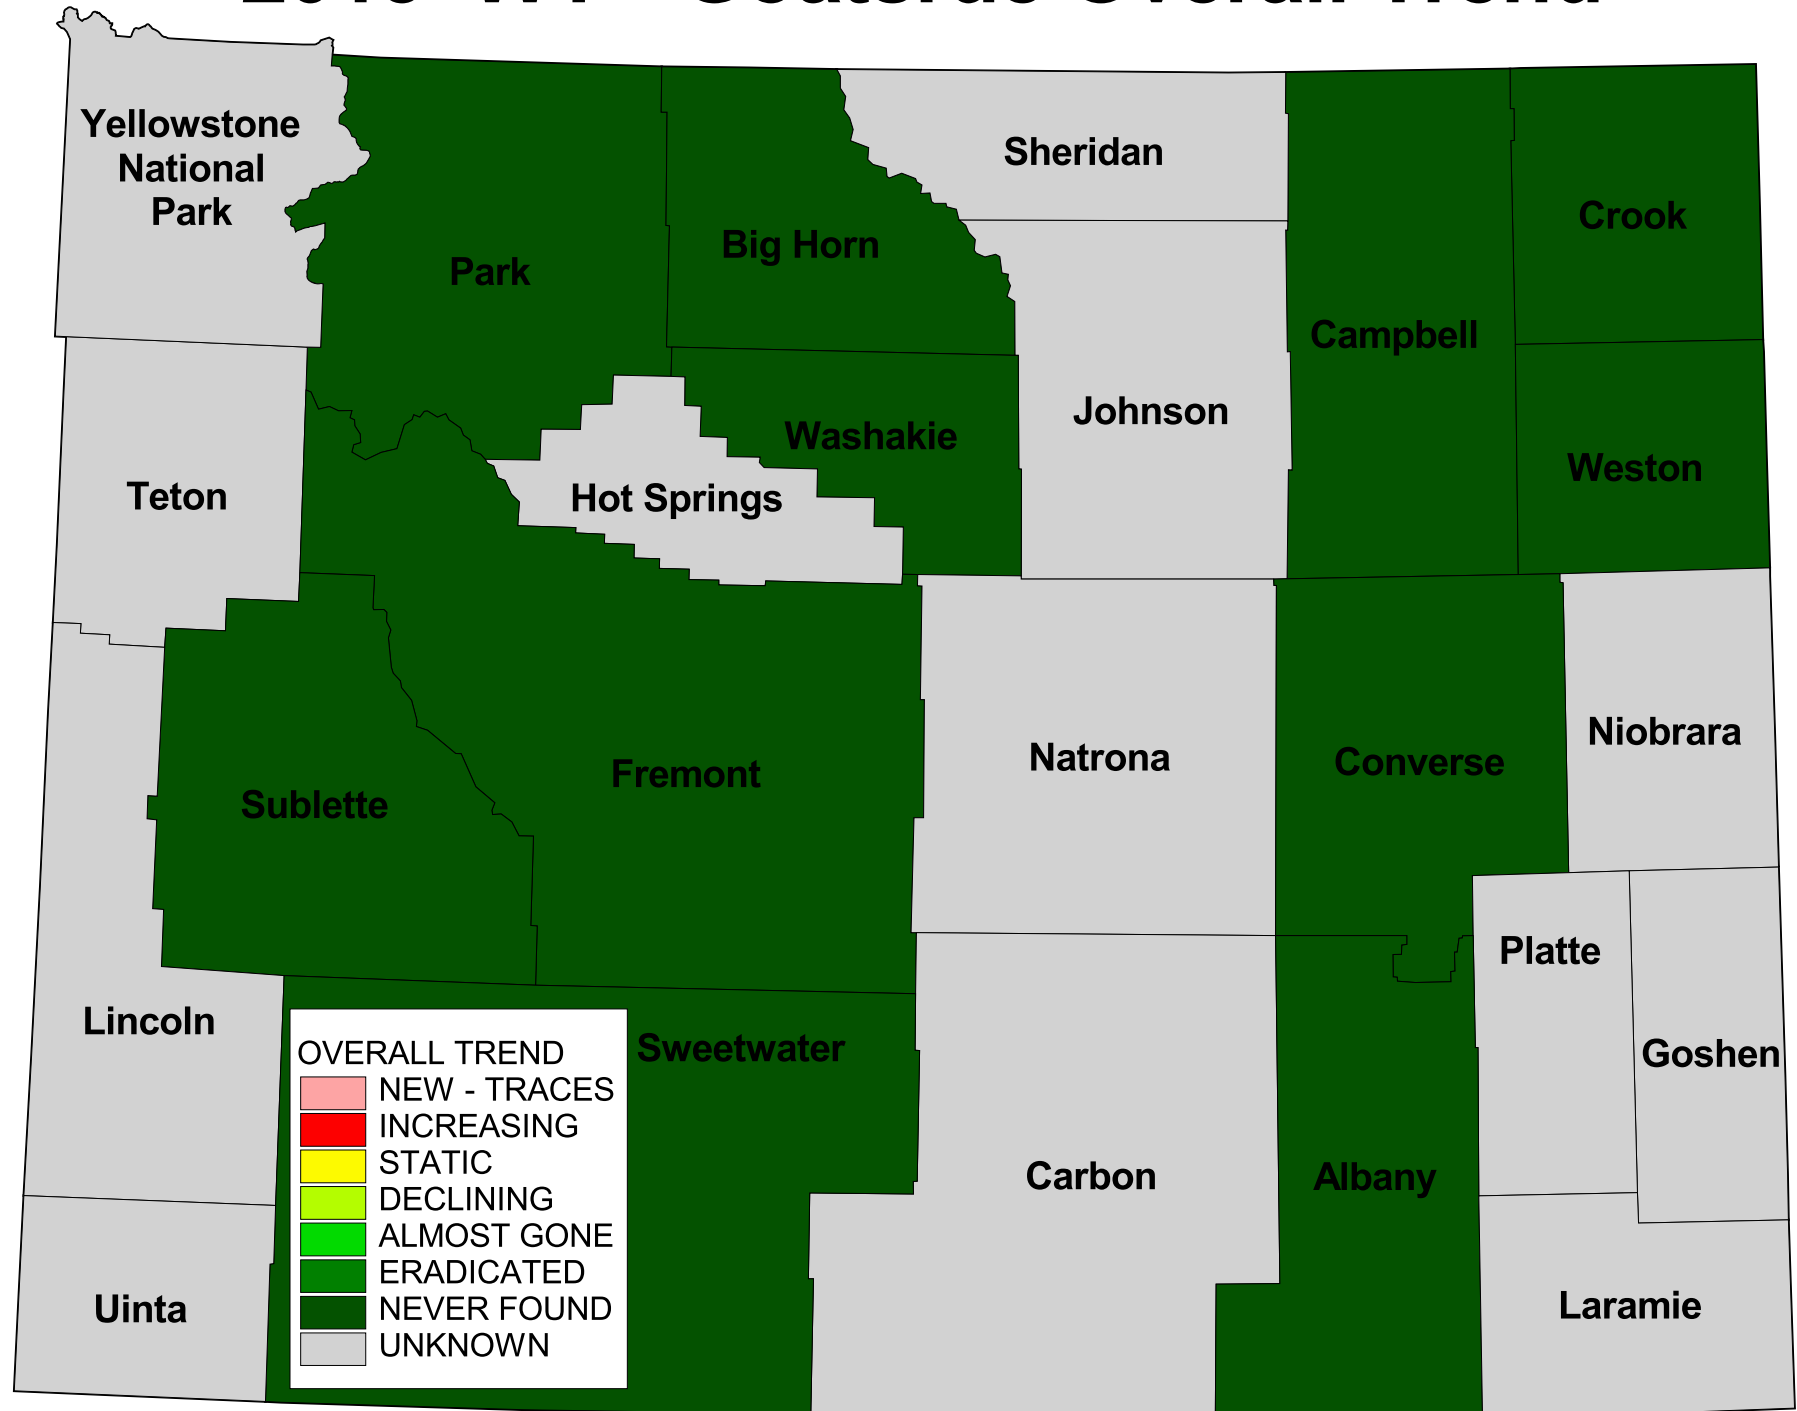 Yellowstone
National
Park
Park
Big Horn
Sheridan
Campbell
Crook
Teton
Hot Springs
Washakie
Johnson
Weston
Sublette
Fremont
Natrona
Converse
Niobrara
Lincoln
Sweetwater
Carbon
Albany
Platte
Goshen
Uinta
Laramie
OVERALL TREND
NEW - TRACES
INCREASING
STATIC
DECLINING
ALMOST GONE
ERADICATED
NEVER FOUND
UNKNOWN